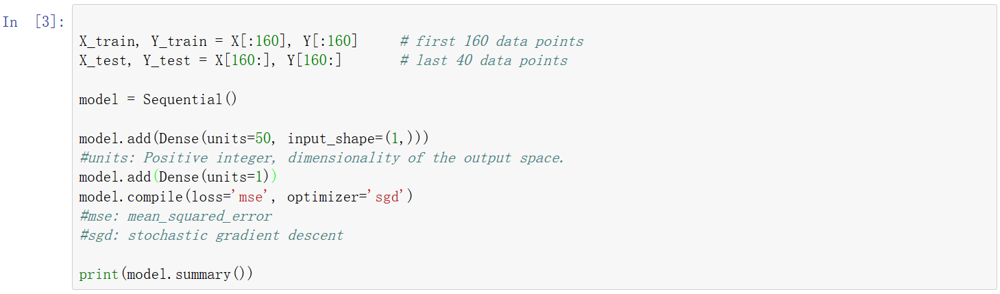 In [3]:
X_train, Y_train = X[:160], Y[:160]     # first 160 data points
X_test, Y_test = X[160:], Y[160:]       # last 40 data points
model = Sequential()
model.add(Dense(units=50, input_shape=(1,)))
#units: Positive integer, dimensionality of the output space.
model.add(Dense(units=1))
model.compile(loss='mse', optimizer='sgd')
#mse: mean_squared_error
#sgd: stochastic gradient descent
print(model.summary())